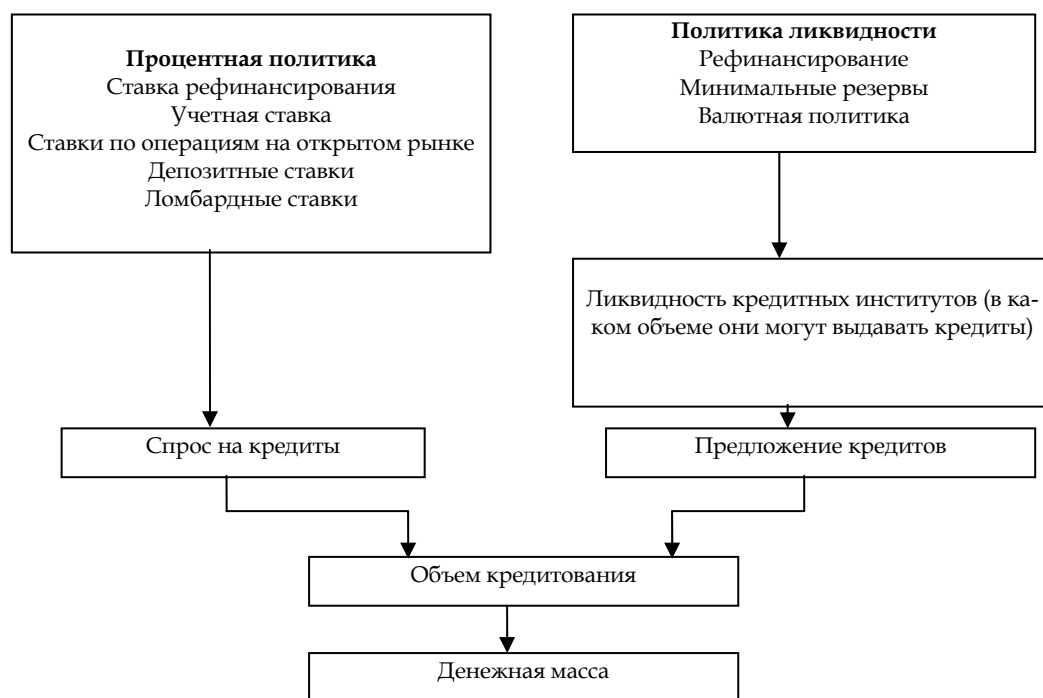 Процентная политика
Ставка рефинансирования
Учетная ставка
Ставки по операциям на открытом рынке
Депозитные ставки
Ломбардные ставки
Политика ликвидности
Рефинансирование
Минимальные резервы
Валютная политика
Ликвидность кредитных институтов (в ка-
ком объеме они могут выдавать кредиты)
Спрос на кредиты
Предложение кредитов
Объем кредитования
Денежная масса